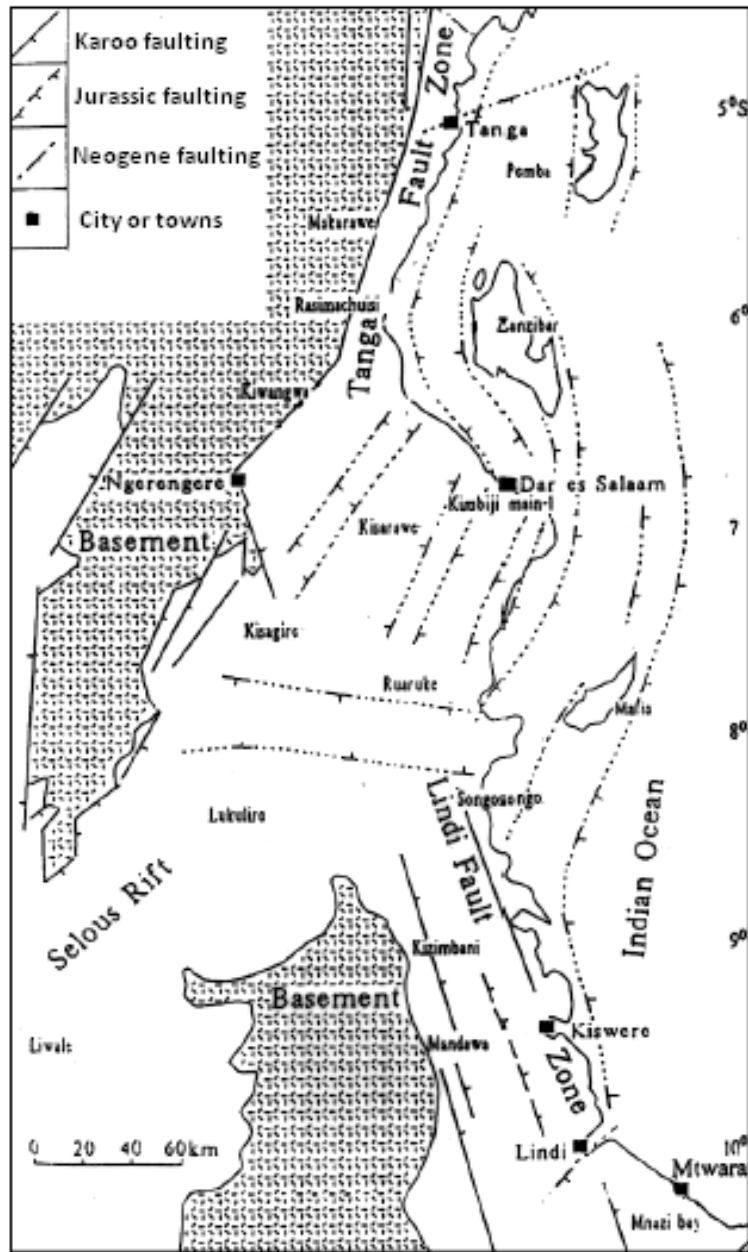 Karoo faulting
Jurassic faulting
Neogene faulting
City or towns
Tanga Fault Zone
5°S
Tanga
Pemba
Makarawe
Rasimachuisi
6°
Zanzibar
Kiwangwa
Ngerengere
Dar es Salaam
Kimbiji main-1
Kisarawe
7
Basement
Kisagire
Ruaruke
Mafia
8°
Songosongo
Lukuliro
Lindi Fault Zone
Indian Ocean
Selous Rift
9°
Kizimbani
Basement
Kiswere
Mandawa
Liwale
0 20 40 60 km
Lindi
10°
Mtwara
Mnazi bay